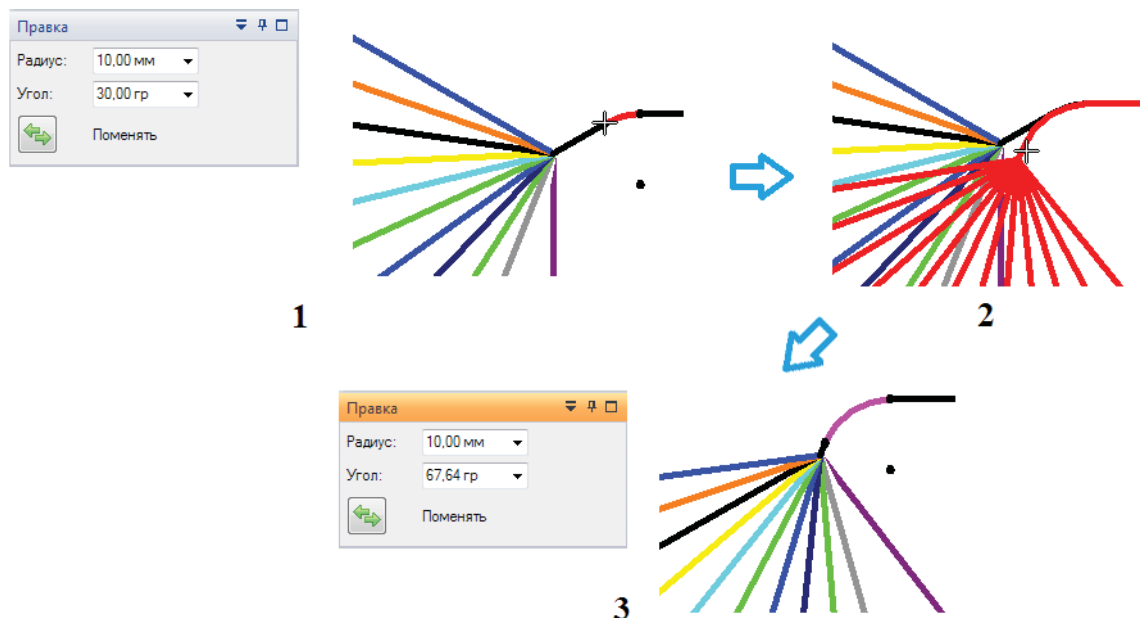 Правка
Радиус: 10,00 мм
Угол: 30,00 гр
Поменять
1
2
Правка
Радиус: 10,00 мм
Угол: 67,64 гр
Поменять
3